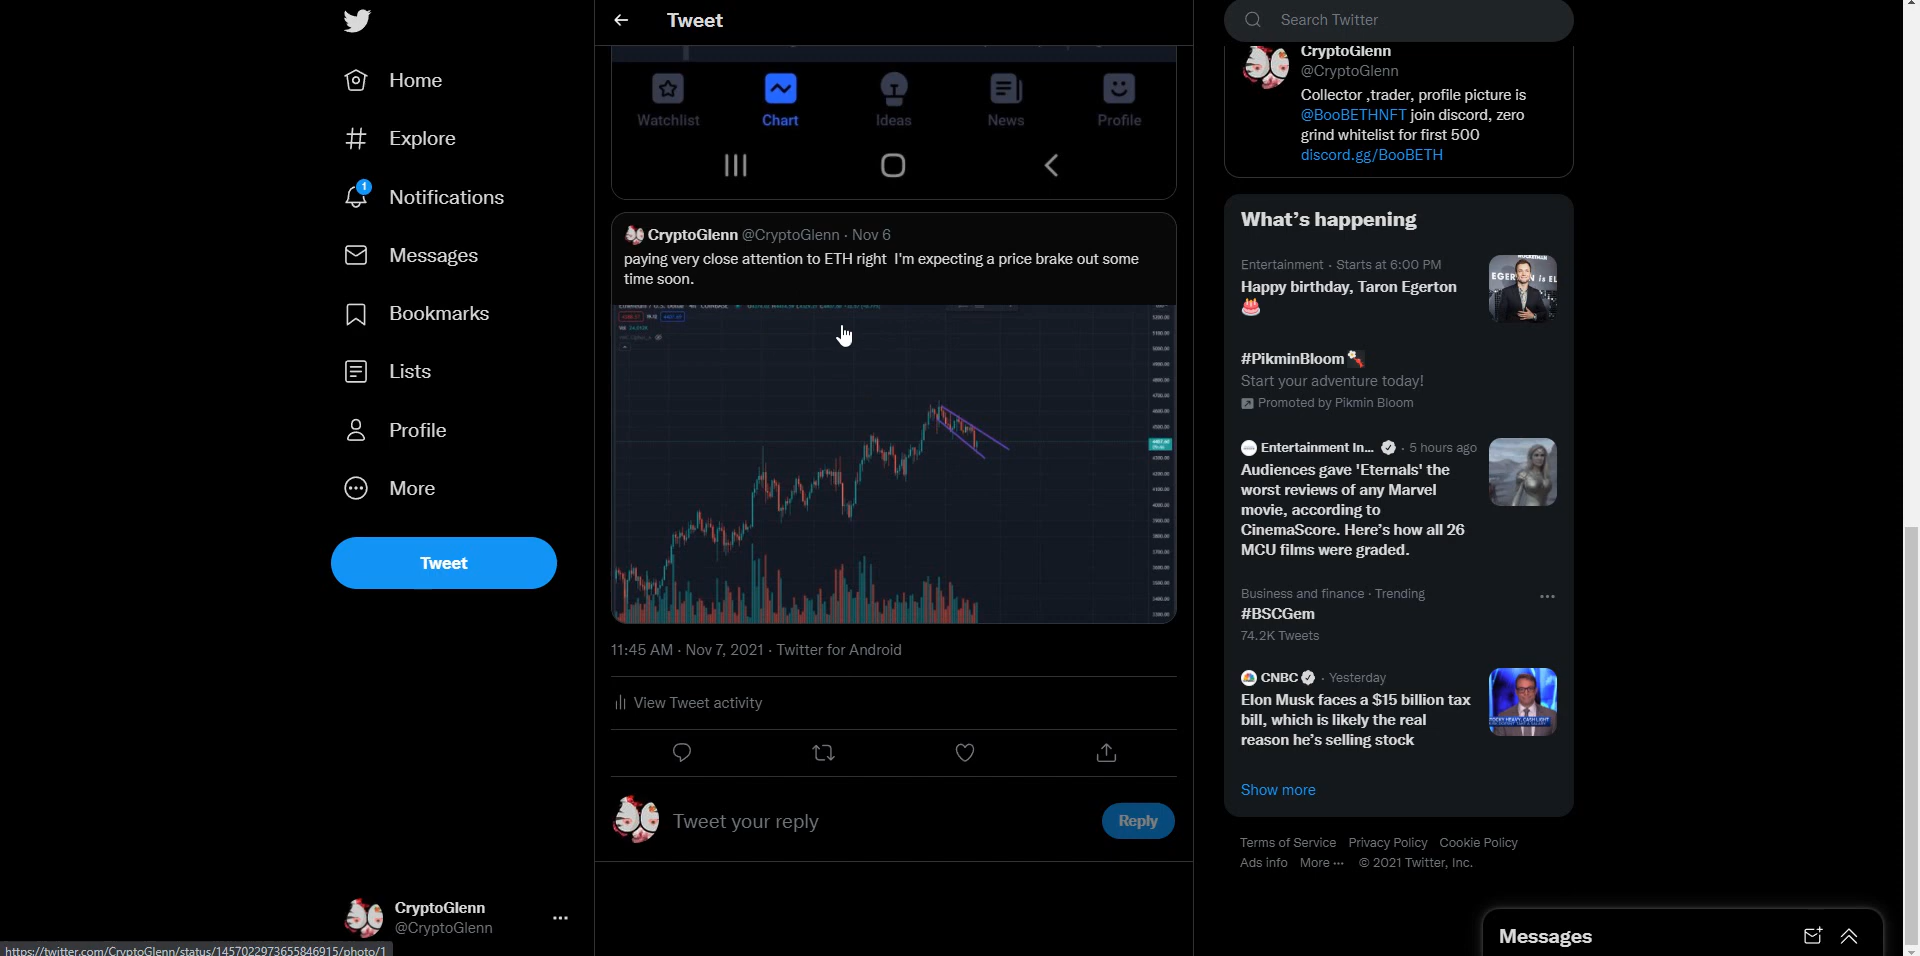 Home
Explore
1
Notifications
Messages
Bookmarks
Lists
Profile
More
Tweet
CryptoGlenn
@CryptoGlenn
https://twitter.com/CryptoGlenn/status/1457022973655846915/photo/1
Tweet
Watchlist
Chart
Ideas
News
Profile
CryptoGlenn @CryptoGlenn · Nov 6
paying very close attention to ETH right I'm expecting a price brake out some
time soon.
11:45 AM · Nov 7, 2021 · Twitter for Android
View Tweet activity
Tweet your reply
Reply
Search Twitter
CryptoGlenn
@CryptoGlenn
Collector ,trader, profile picture is
@BooBETHNFT join discord, zero
grind whitelist for first 500
discord.gg/BooBETH
What's happening
Entertainment · Starts at 6:00 PM
Happy birthday, Taron Egerton
#PikminBloom
Start your adventure today!
Promoted by Pikmin Bloom
Entertainment In... · 5 hours ago
Audiences gave 'Eternals' the
worst reviews of any Marvel
movie, according to
CinemaScore. Here's how all 26
MCU films were graded.
Business and finance · Trending
#BSCGem
74.2K Tweets
CNBC · Yesterday
Elon Musk faces a $15 billion tax
bill, which is likely the real
reason he's selling stock
Show more
Terms of Service Privacy Policy Cookie Policy
Ads info More ··· © 2021 Twitter, Inc.
Messages